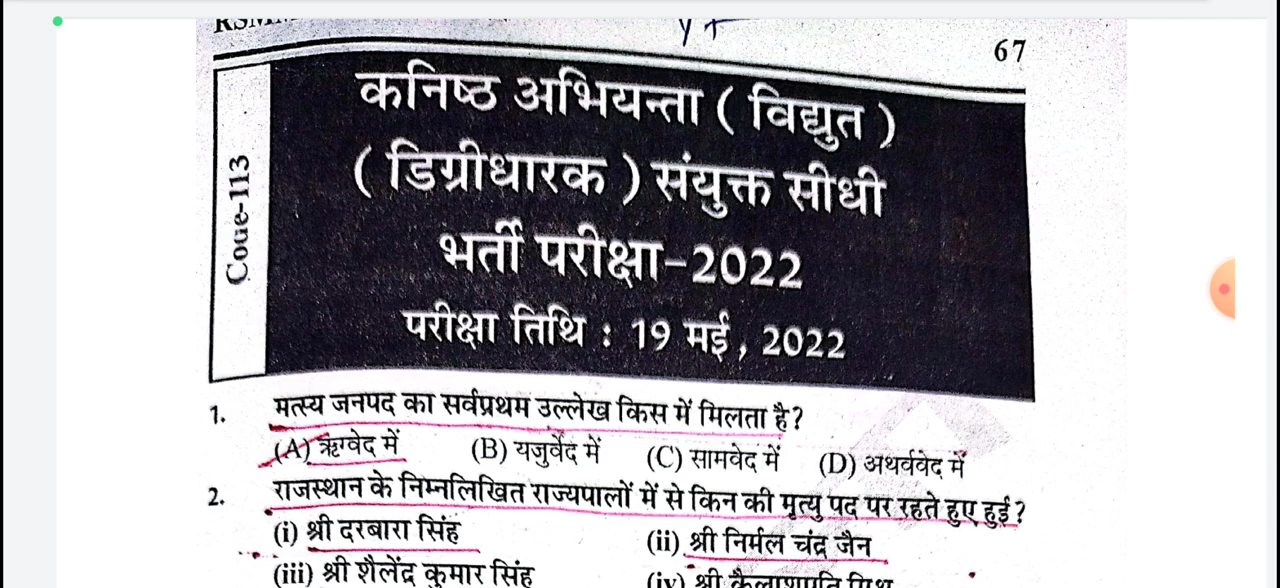 67
कनिष्ठ अभियन्ता ( विद्युत )
( डिग्रीधारक ) संयुक्त सीधी
भर्ती परीक्षा-2022
परीक्षा तिथि : 19 मई, 2022
Code-113
1. मत्स्य जनपद का सर्वप्रथम उल्लेख किस में मिलता है?
(A) ऋग्वेद में (B) यजुर्वेद में (C) सामवेद में (D) अथर्ववेद में
2. राजस्थान के निम्नलिखित राज्यपालों में से किन की मृत्यु पद पर रहते हुए हुई?
(i) श्री दरबारा सिंह (ii) श्री निर्मल चंद्र जैन
(iii) श्री शैलेंद्र कुमार सिंह (iv) श्री